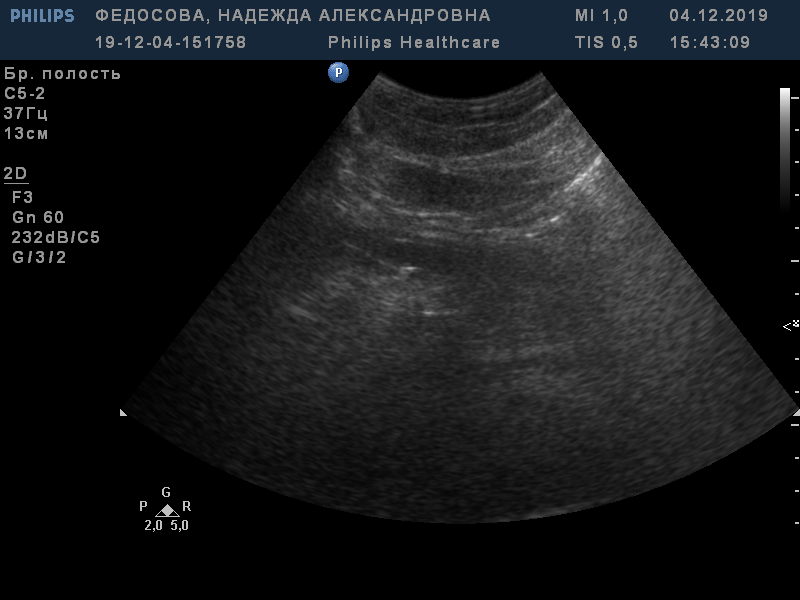 PHILIPS ФЕДОСОВА, НАДЕЖДА АЛЕКСАНДРОВНА MI 1,0 04.12.2019
19-12-04-151758 Philips Healthcare TIS 0,5 15:43:09
Бр. полость
C5-2
37Гц
13см
P
2D
F3
Gn 60
232dB/C5
G/3/2
G
P R
2,0 5,0